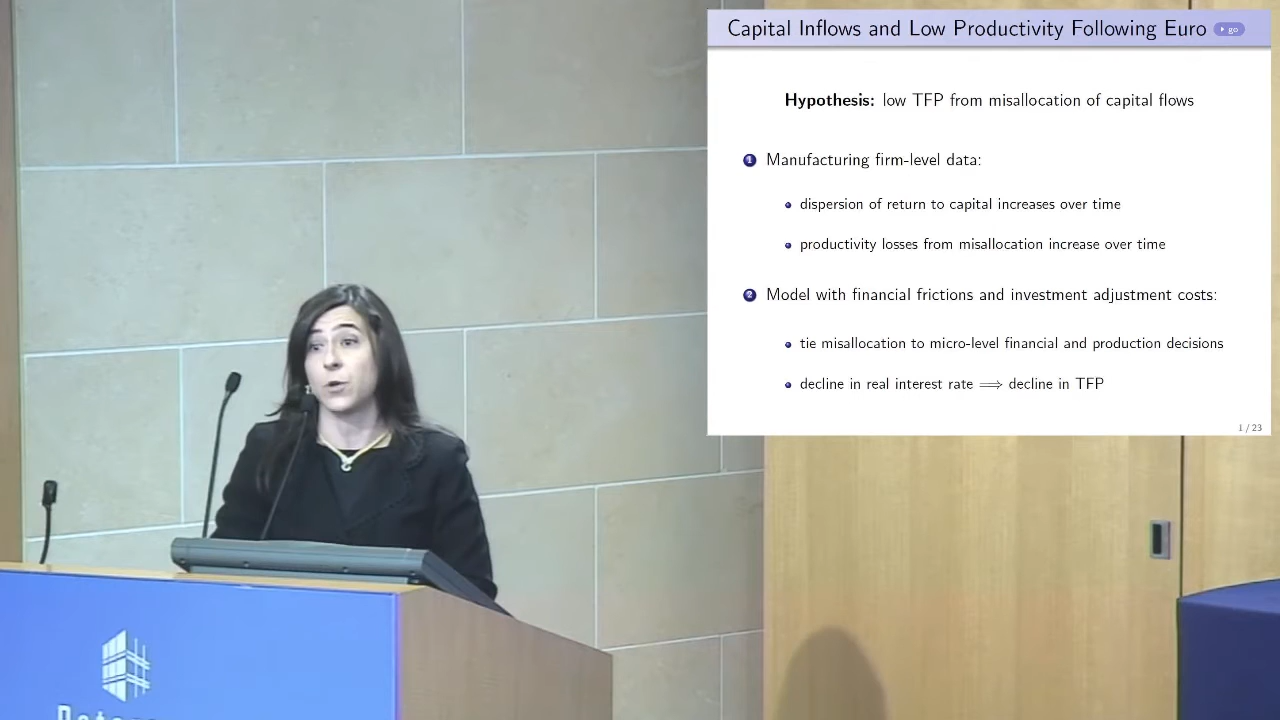 Capital Inflows and Low Productivity Following Euro go
Hypothesis: low TFP from misallocation of capital flows
1 Manufacturing firm-level data:
dispersion of return to capital increases over time
productivity losses from misallocation increase over time
2 Model with financial frictions and investment adjustment costs:
tie misallocation to micro-level financial and production decisions
decline in real interest rate ⟹ decline in TFP
1 / 23